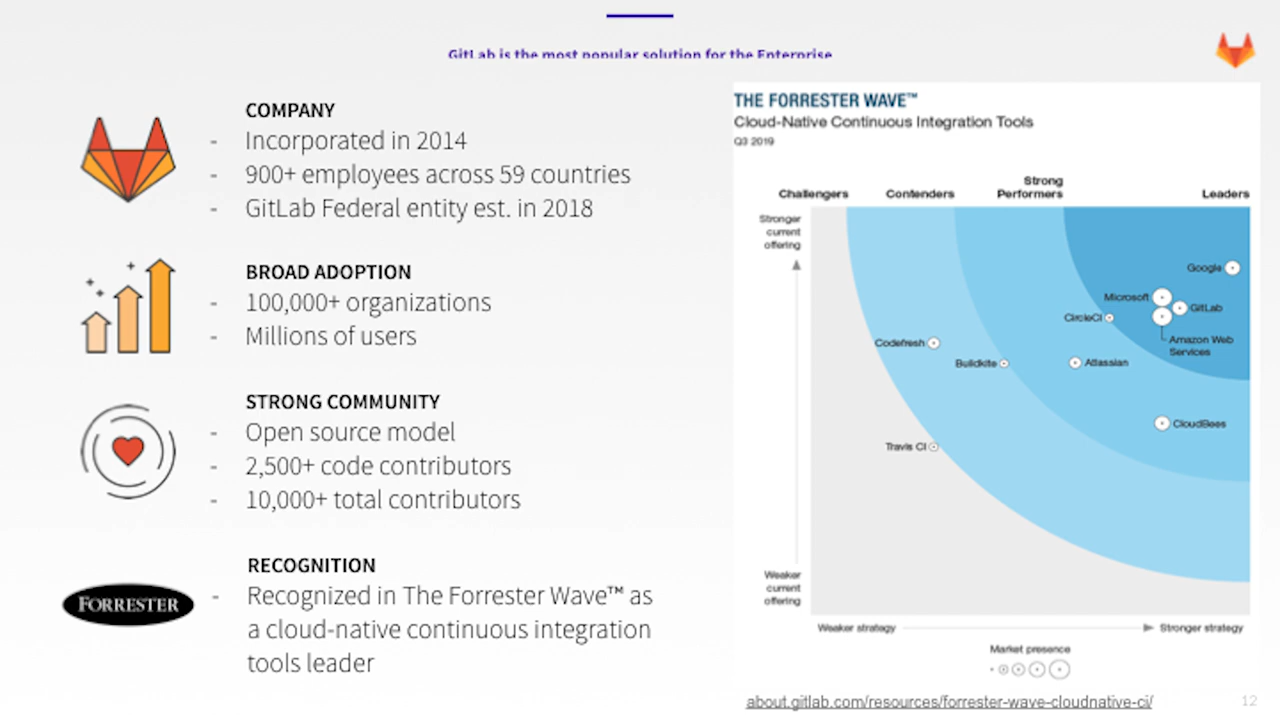 GitLab is the most popular solution for the Enterprise
COMPANY
- Incorporated in 2014
- 900+ employees across 59 countries
- GitLab Federal entity est. in 2018
BROAD ADOPTION
- 100,000+ organizations
- Millions of users
STRONG COMMUNITY
- Open source model
- 2,500+ code contributors
- 10,000+ total contributors
RECOGNITION
FORRESTER
- Recognized in The Forrester Wave™ as
a cloud-native continuous integration
tools leader
THE FORRESTER WAVE™
Cloud-Native Continuous Integration Tools
Q3 2019
Challengers
Contenders
Strong
Performers
Leaders
Stronger
current
offering
Google
Microsoft
GitLab
CircleCI
Amazon Web
Services
Codefresh
Buildkite
Atlassian
CloudBees
Travis CI
Weaker
current
offering
Weaker strategy
Stronger strategy
Market presence
about.gitlab.com/resources/forrester-wave-cloudnative-ci/
12